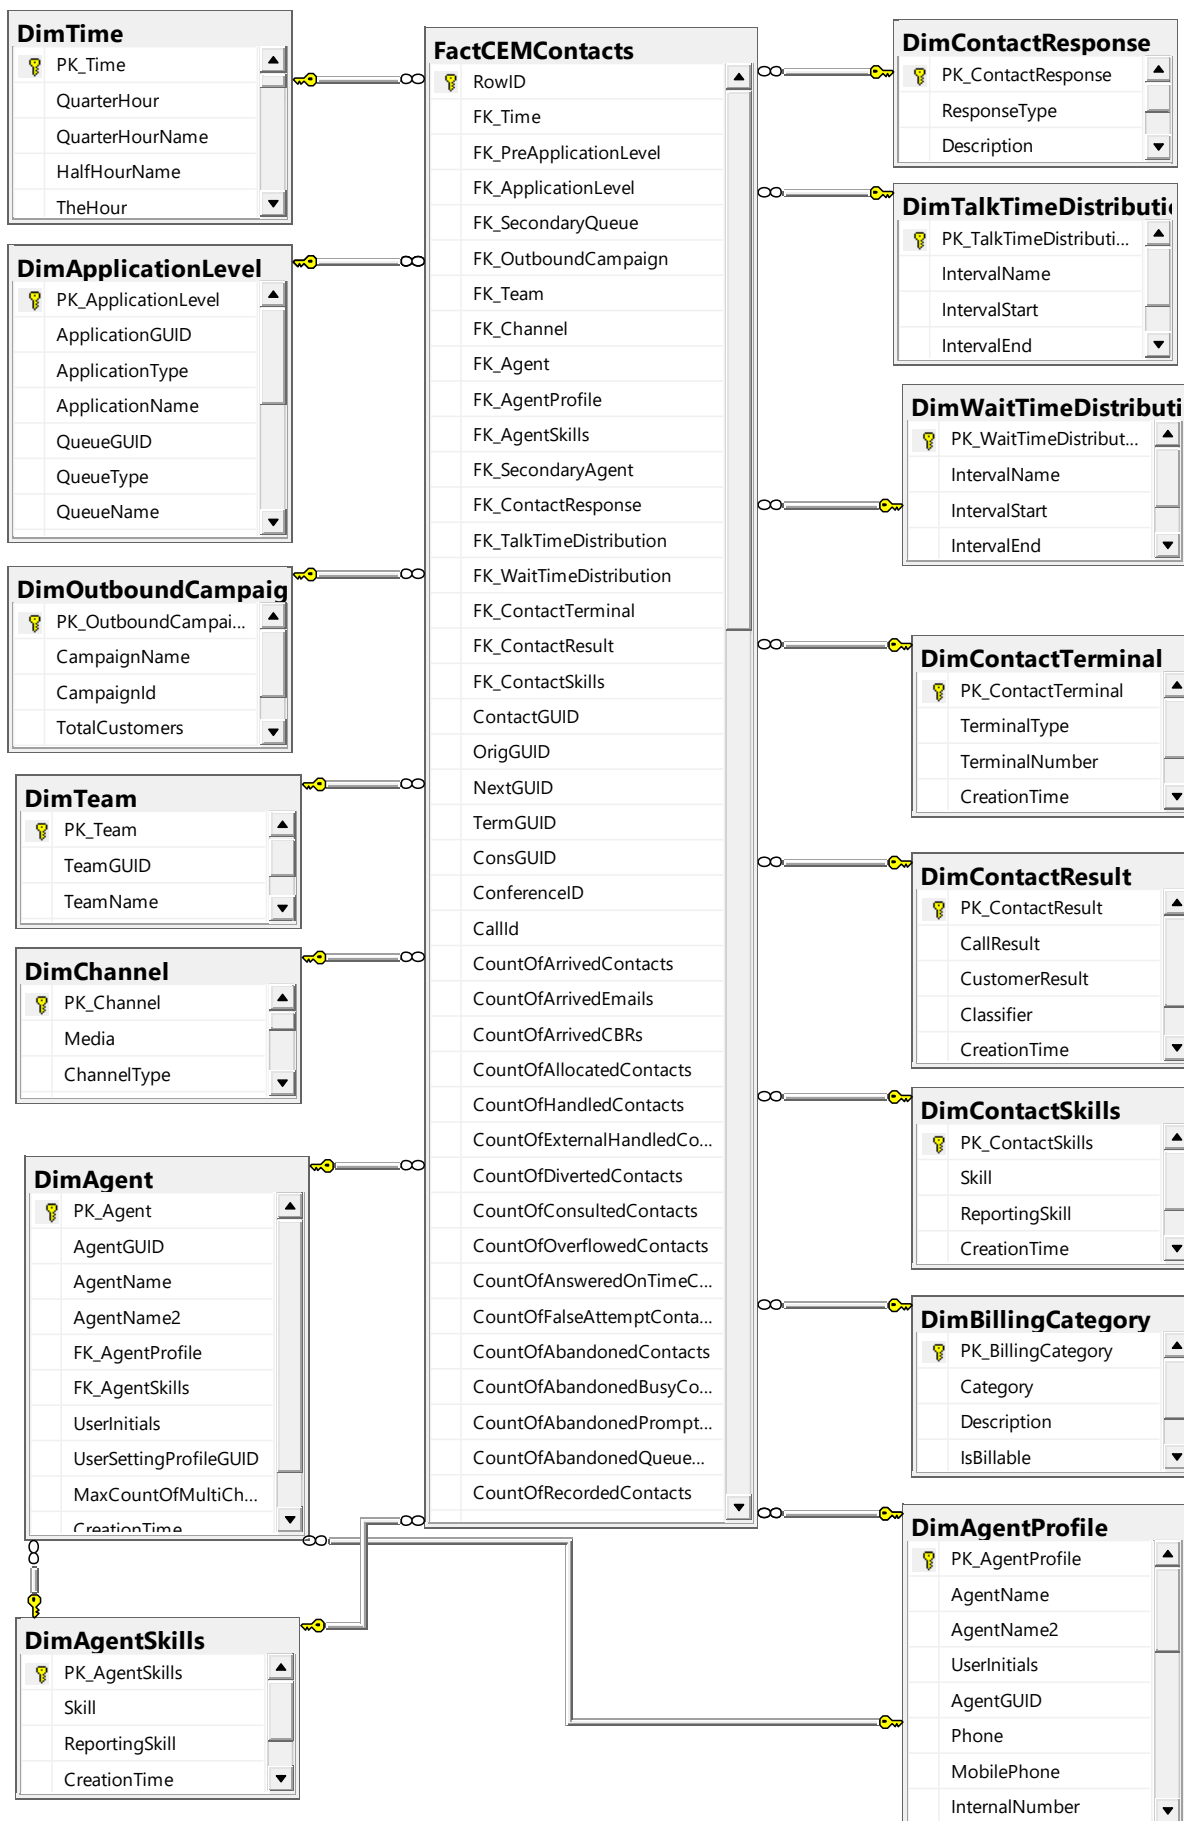 DimTime
PK_Time
QuarterHour
QuarterHourName
HalfHourName
TheHour
DimApplicationLevel
PK_ApplicationLevel
ApplicationGUID
ApplicationType
ApplicationName
QueueGUID
QueueType
QueueName
DimOutboundCampaig
PK_OutboundCampai...
CampaignName
CampaignId
TotalCustomers
DimTeam
PK_Team
TeamGUID
TeamName
DimChannel
PK_Channel
Media
ChannelType
DimAgent
PK_Agent
AgentGUID
AgentName
AgentName2
FK_AgentProfile
FK_AgentSkills
UserInitials
UserSettingProfileGUID
MaxCountOfMultiCh...
CreationTime
DimAgentSkills
PK_AgentSkills
Skill
ReportingSkill
CreationTime
FactCEMContacts
RowID
FK_Time
FK_PreApplicationLevel
FK_ApplicationLevel
FK_SecondaryQueue
FK_OutboundCampaign
FK_Team
FK_Channel
FK_Agent
FK_AgentProfile
FK_AgentSkills
FK_SecondaryAgent
FK_ContactResponse
FK_TalkTimeDistribution
FK_WaitTimeDistribution
FK_ContactTerminal
FK_ContactResult
FK_ContactSkills
ContactGUID
OrigGUID
NextGUID
TermGUID
ConsGUID
ConferenceID
CallId
CountOfArrivedContacts
CountOfArrivedEmails
CountOfArrivedCBRs
CountOfAllocatedContacts
CountOfHandledContacts
CountOfExternalHandledCo...
CountOfDivertedContacts
CountOfConsultedContacts
CountOfOverflowedContacts
CountOfAnsweredOnTimeC...
CountOfFalseAttemptConta...
CountOfAbandonedContacts
CountOfAbandonedBusyCo...
CountOfAbandonedPrompt...
CountOfAbandonedQueue...
CountOfRecordedContacts
DimContactResponse
PK_ContactResponse
ResponseType
Description
DimTalkTimeDistributi
PK_TalkTimeDistributi...
IntervalName
IntervalStart
IntervalEnd
DimWaitTimeDistributi
PK_WaitTimeDistribut...
IntervalName
IntervalStart
IntervalEnd
DimContactTerminal
PK_ContactTerminal
TerminalType
TerminalNumber
CreationTime
DimContactResult
PK_ContactResult
CallResult
CustomerResult
Classifier
CreationTime
DimContactSkills
PK_ContactSkills
Skill
ReportingSkill
CreationTime
DimBillingCategory
PK_BillingCategory
Category
Description
IsBillable
DimAgentProfile
PK_AgentProfile
AgentName
AgentName2
UserInitials
AgentGUID
Phone
MobilePhone
InternalNumber